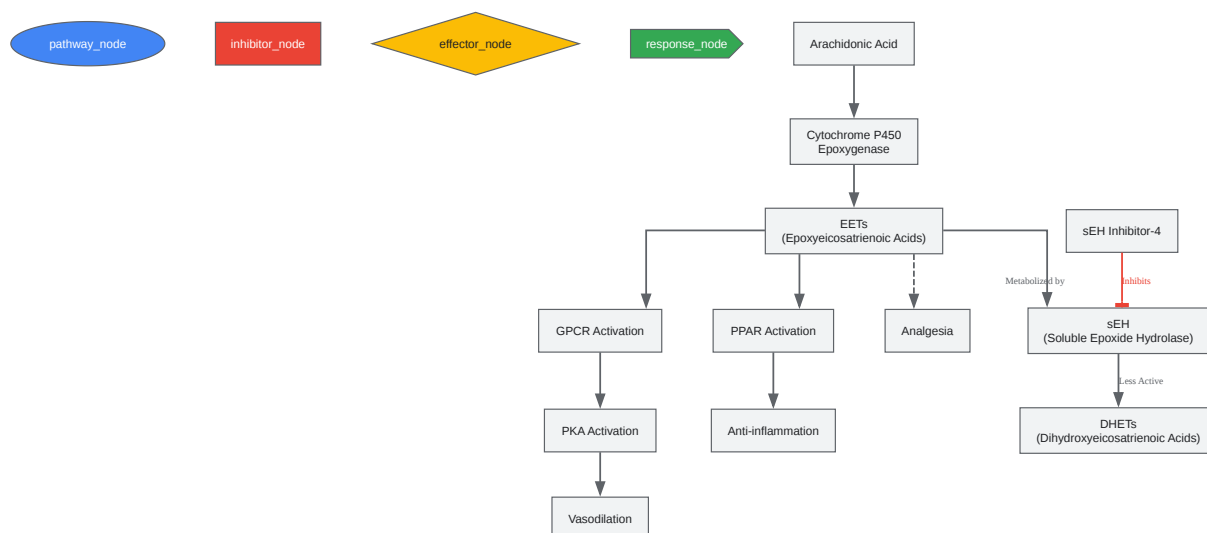 pathway_node
inhibitor_node
effector_node
response_node
Arachidonic Acid
Cytochrome P450
Epoxygenase
EETs
(Epoxyeicosatrienoic Acids)
sEH Inhibitor-4
Metabolized by
Inhibits
GPCR Activation
PPAR Activation
Analgesia
sEH
(Soluble Epoxide Hydrolase)
Less Active
PKA Activation
Anti-inflammation
DHETs
(Dihydroxyeicosatrienoic Acids)
Vasodilation